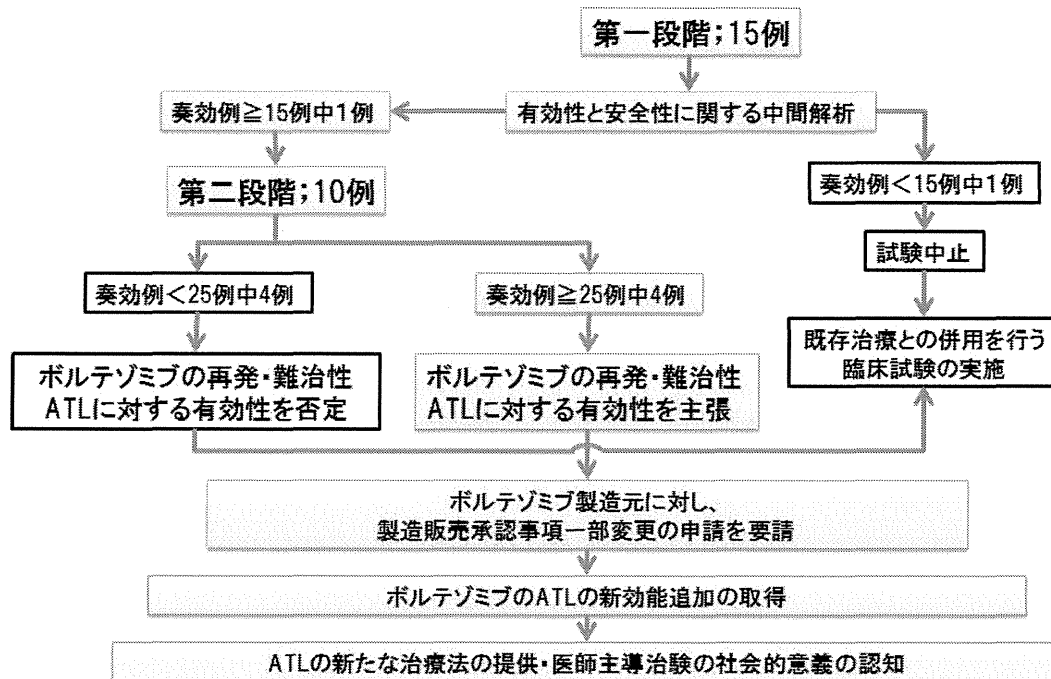 第一段階；15例
有効性と安全性に関する中間解析
奏効例≧15例中1例
奏効例<15例中1例
第二段階；10例
試験中止
奏効例<25例中4例
奏効例≧25例中4例
既存治療との併用を行う
臨床試験の実施
ボルテゾミブの再発・難治性
ATLに対する有効性を否定
ボルテゾミブの再発・難治性
ATLに対する有効性を主張
ボルテゾミブ製造元に対し、
製造販売承認事項一部変更の申請を要請
ボルテゾミブのATLの新効能追加の取得
ATLの新たな治療法の提供・医師主導治験の社会的意義の認知